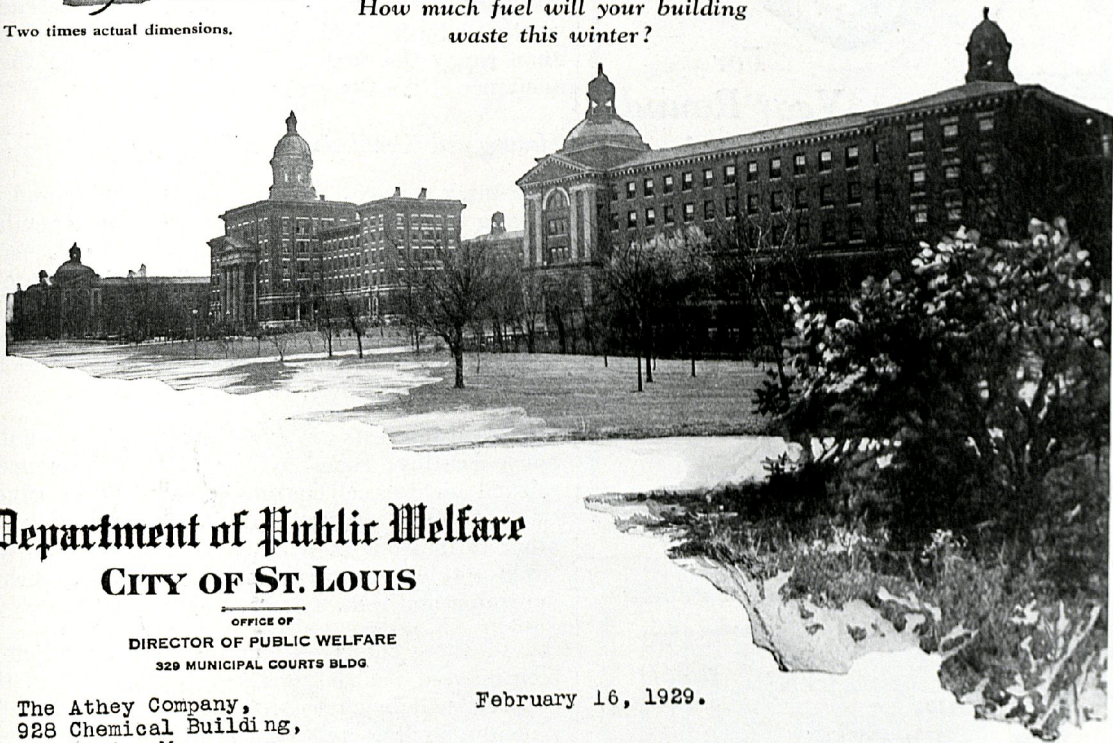 How much fuel will your building
waste this winter?
Two times actual dimensions.
Department of Public Welfare
CITY OF ST. LOUIS
OFFICE OF
DIRECTOR OF PUBLIC WELFARE
329 MUNICIPAL COURTS BLDG.
February 16, 1929.
The Athey Company,
928 Chemical Building,